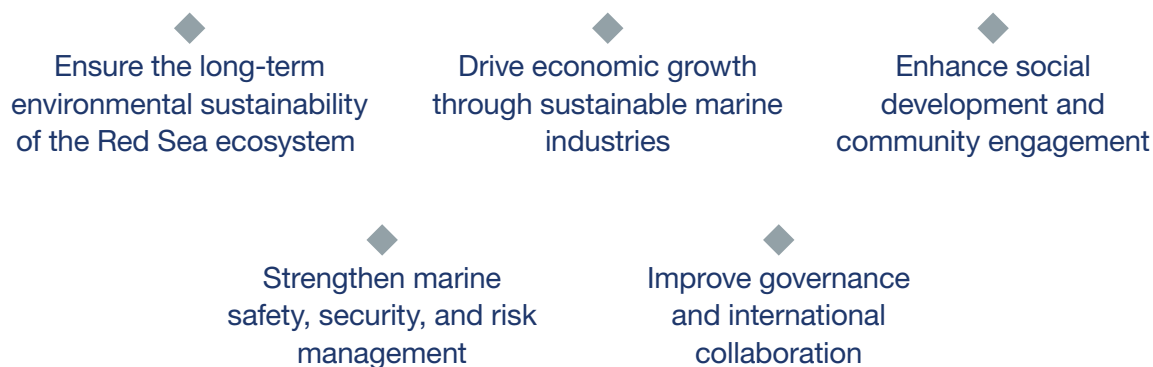 Ensure the long-term
environmental sustainability
of the Red Sea ecosystem
Drive economic growth
through sustainable marine
industries
Enhance social
development and
community engagement
Strengthen marine
safety, security, and risk
management
Improve governance
and international
collaboration